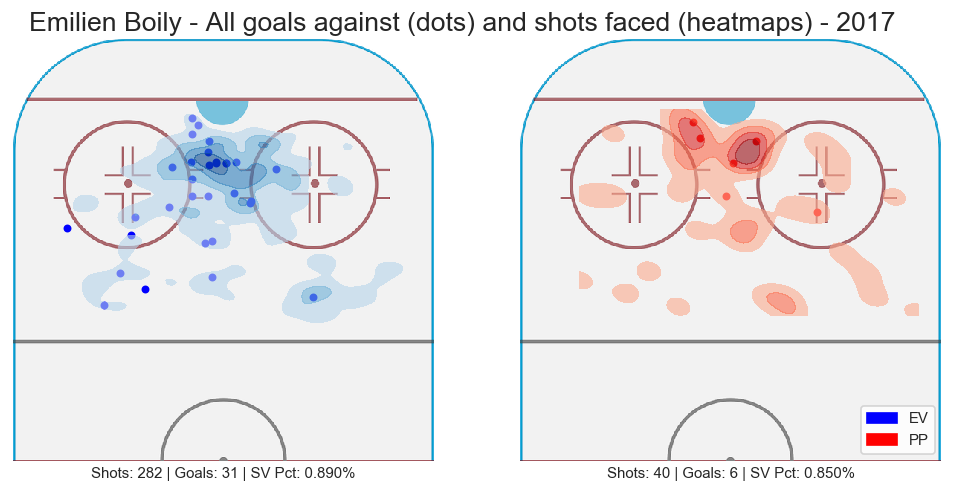 Emilien Boily - All goals against (dots) and shots faced (heatmaps) - 2017
EV
PP
Shots: 282 | Goals: 31 | SV Pct: 0.890%
Shots: 40 | Goals: 6 | SV Pct: 0.850%